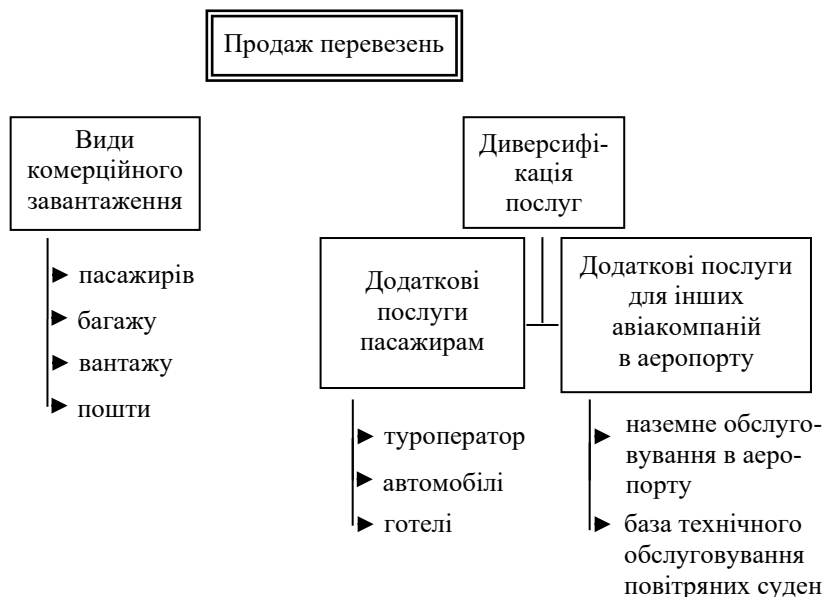 Продаж перевезень
Види
комерційного
завантаження
пасажирів
багажу
вантажу
пошти
Диверсифі-
кація
послуг
Додаткові
послуги
пасажирам
туроператор
автомобілі
готелі
Додаткові послуги
для інших
авіакомпаній
в аеропорту
наземне обслуго-
вування в аеро-
порту
база технічного
обслуговування
повітряних суден